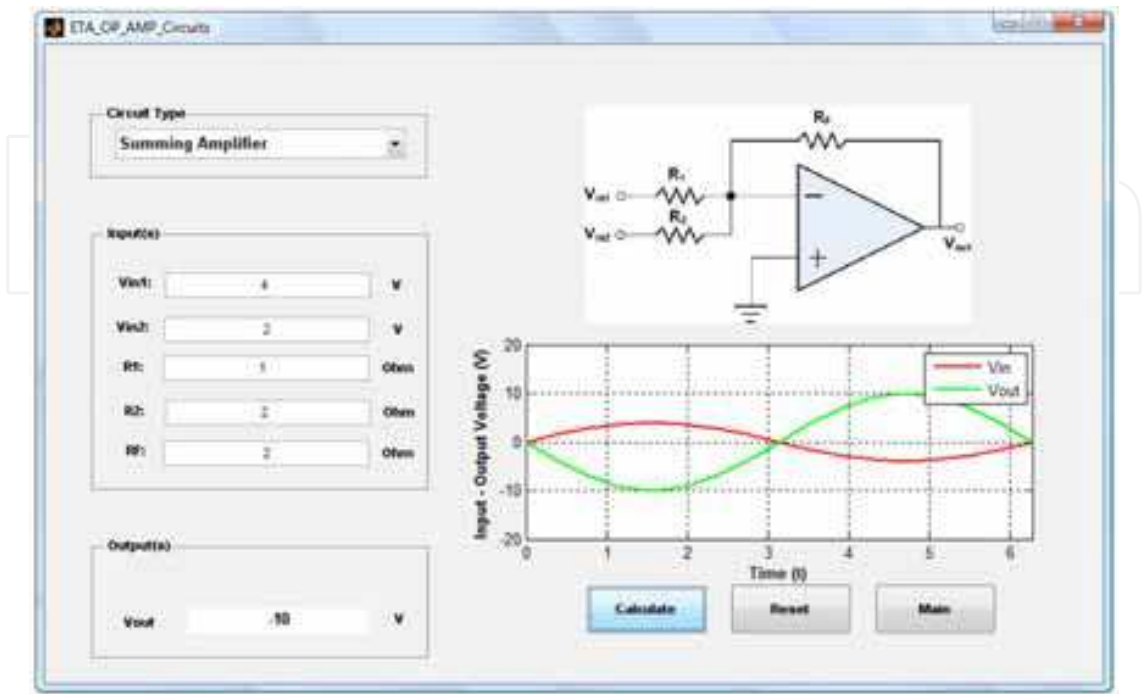 ETA_OP_AMP_Circuits
Circuit Type
Summing Amplifier
Input(s)
Vin1: 4 V
Vin2: 2 V
R1: 1 Ohm
R2: 2 Ohm
RF: 2 Ohm
Output(s)
Vout -10 V
R₁
R₂
Vout
Input - Output Voltage (V)
20
10
0
-10
-20
0 1 2 3 4 5 6
Time (t)
Vin
Vout
Calculate Reset Main